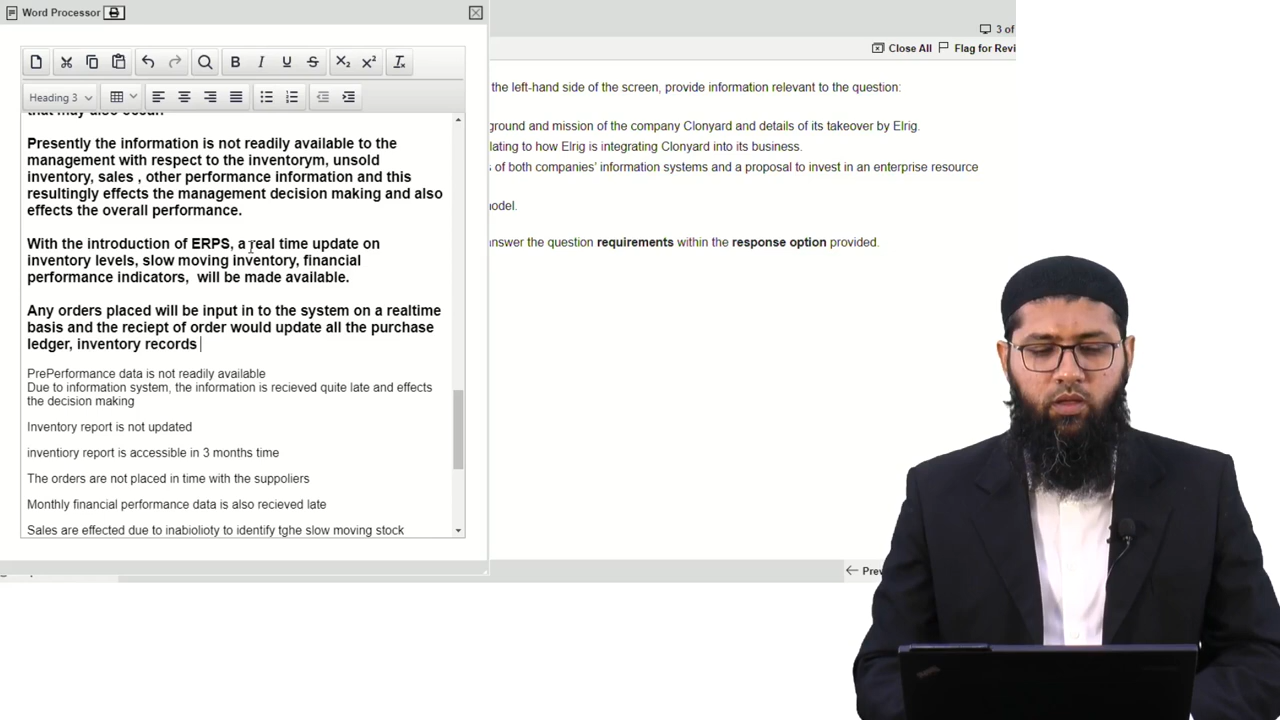 Word Processor
3 of
Close All Flag for Revi
Heading 3
that may also occur.
Presently the information is not readily available to the
management with respect to the inventorym, unsold
inventory, sales , other performance information and this
resultingly effects the management decision making and also
effects the overall performance.
With the introduction of ERPS, a real time update on
inventory levels, slow moving inventory, financial
performance indicators, will be made available.
Any orders placed will be input in to the system on a realtime
basis and the reciept of order would update all the purchase
ledger, inventory records
PrePerformance data is not readily available
Due to information system, the information is recieved quite late and effects
the decision making
Inventory report is not updated
inventiory report is accessible in 3 months time
The orders are not placed in time with the suppoliers
Monthly financial performance data is also recieved late
Sales are effected due to inabiolioty to identify tghe slow moving stock
the left-hand side of the screen, provide information relevant to the question:
ground and mission of the company Clonyard and details of its takeover by Elrig.
lating to how Elrig is integrating Clonyard into its business.
s of both companies' information systems and a proposal to invest in an enterprise resource
odel.
nswer the question requirements within the response option provided.
Prev